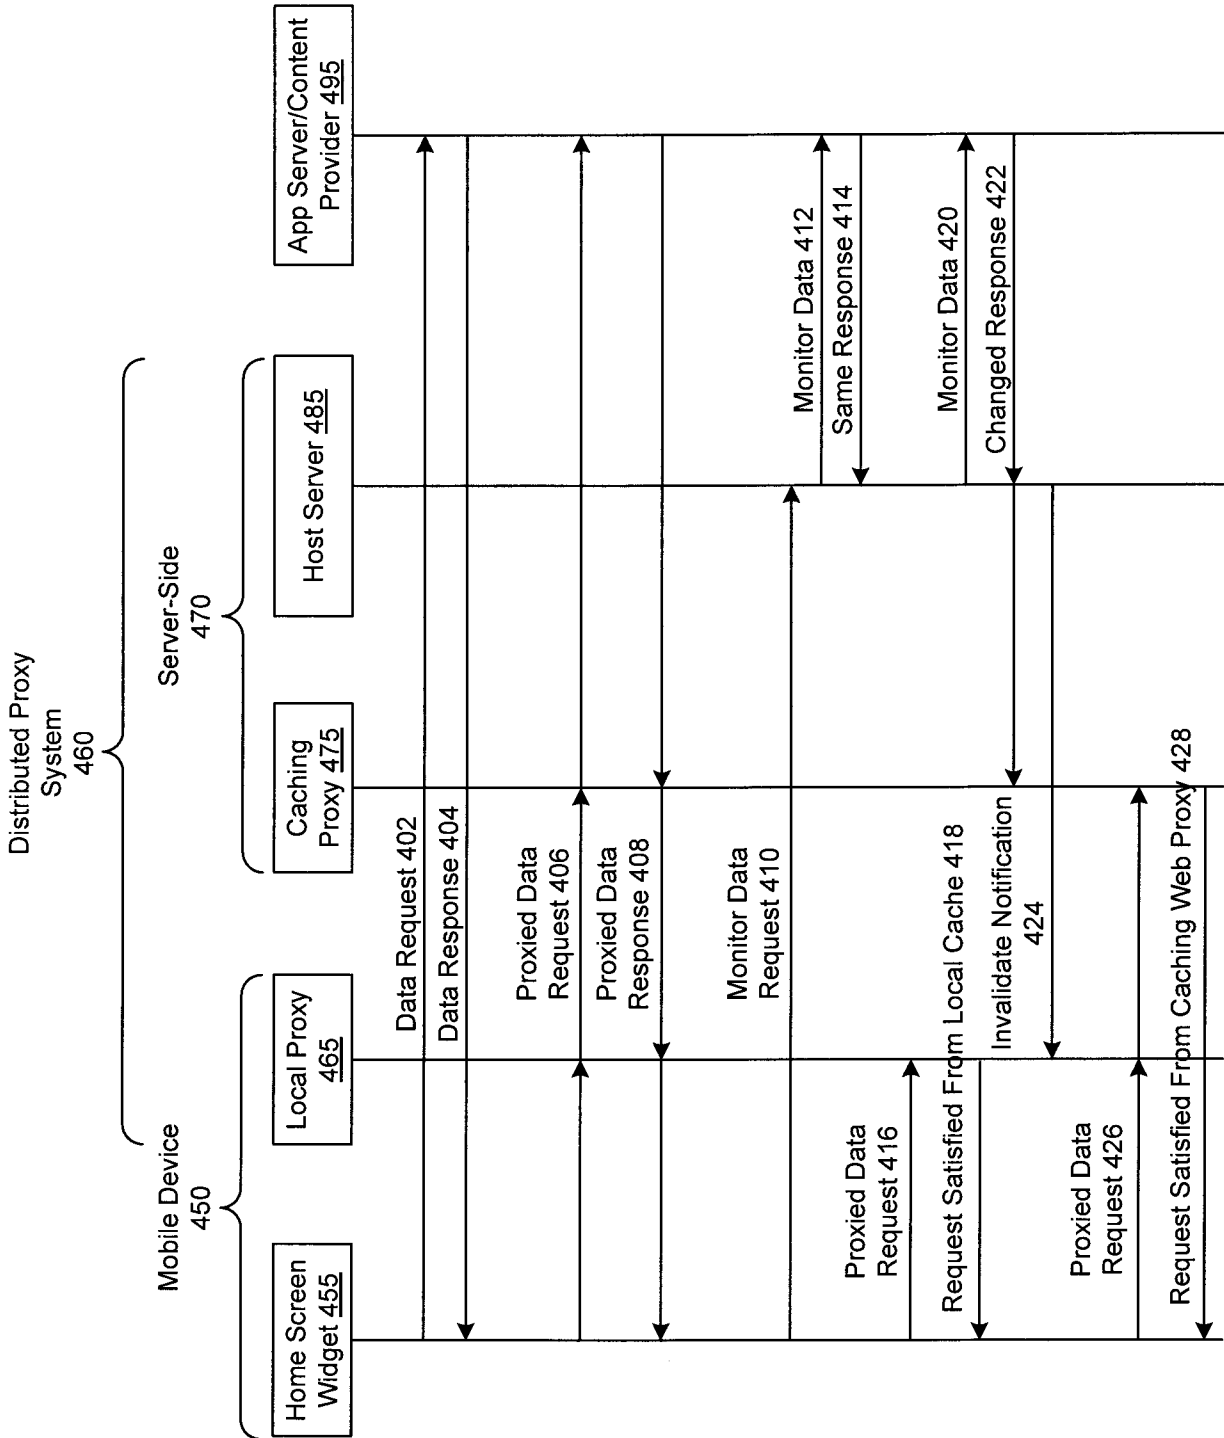 Distributed Proxy
System
460
Mobile Device
450
Server-Side
470
Home Screen
Widget 455
Local Proxy
465
Caching
Proxy 475
Host Server 485
App Server/Content
Provider 495
Data Request 402
Data Response 404
Proxied Data
Request 406
Proxied Data
Response 408
Monitor Data
Request 410
Monitor Data 412
Same Response 414
Proxied Data
Request 416
Request Satisfied From Local Cache 418
Monitor Data 420
Changed Response 422
Invalidate Notification
424
Proxied Data
Request 426
Request Satisfied From Caching Web Proxy 428